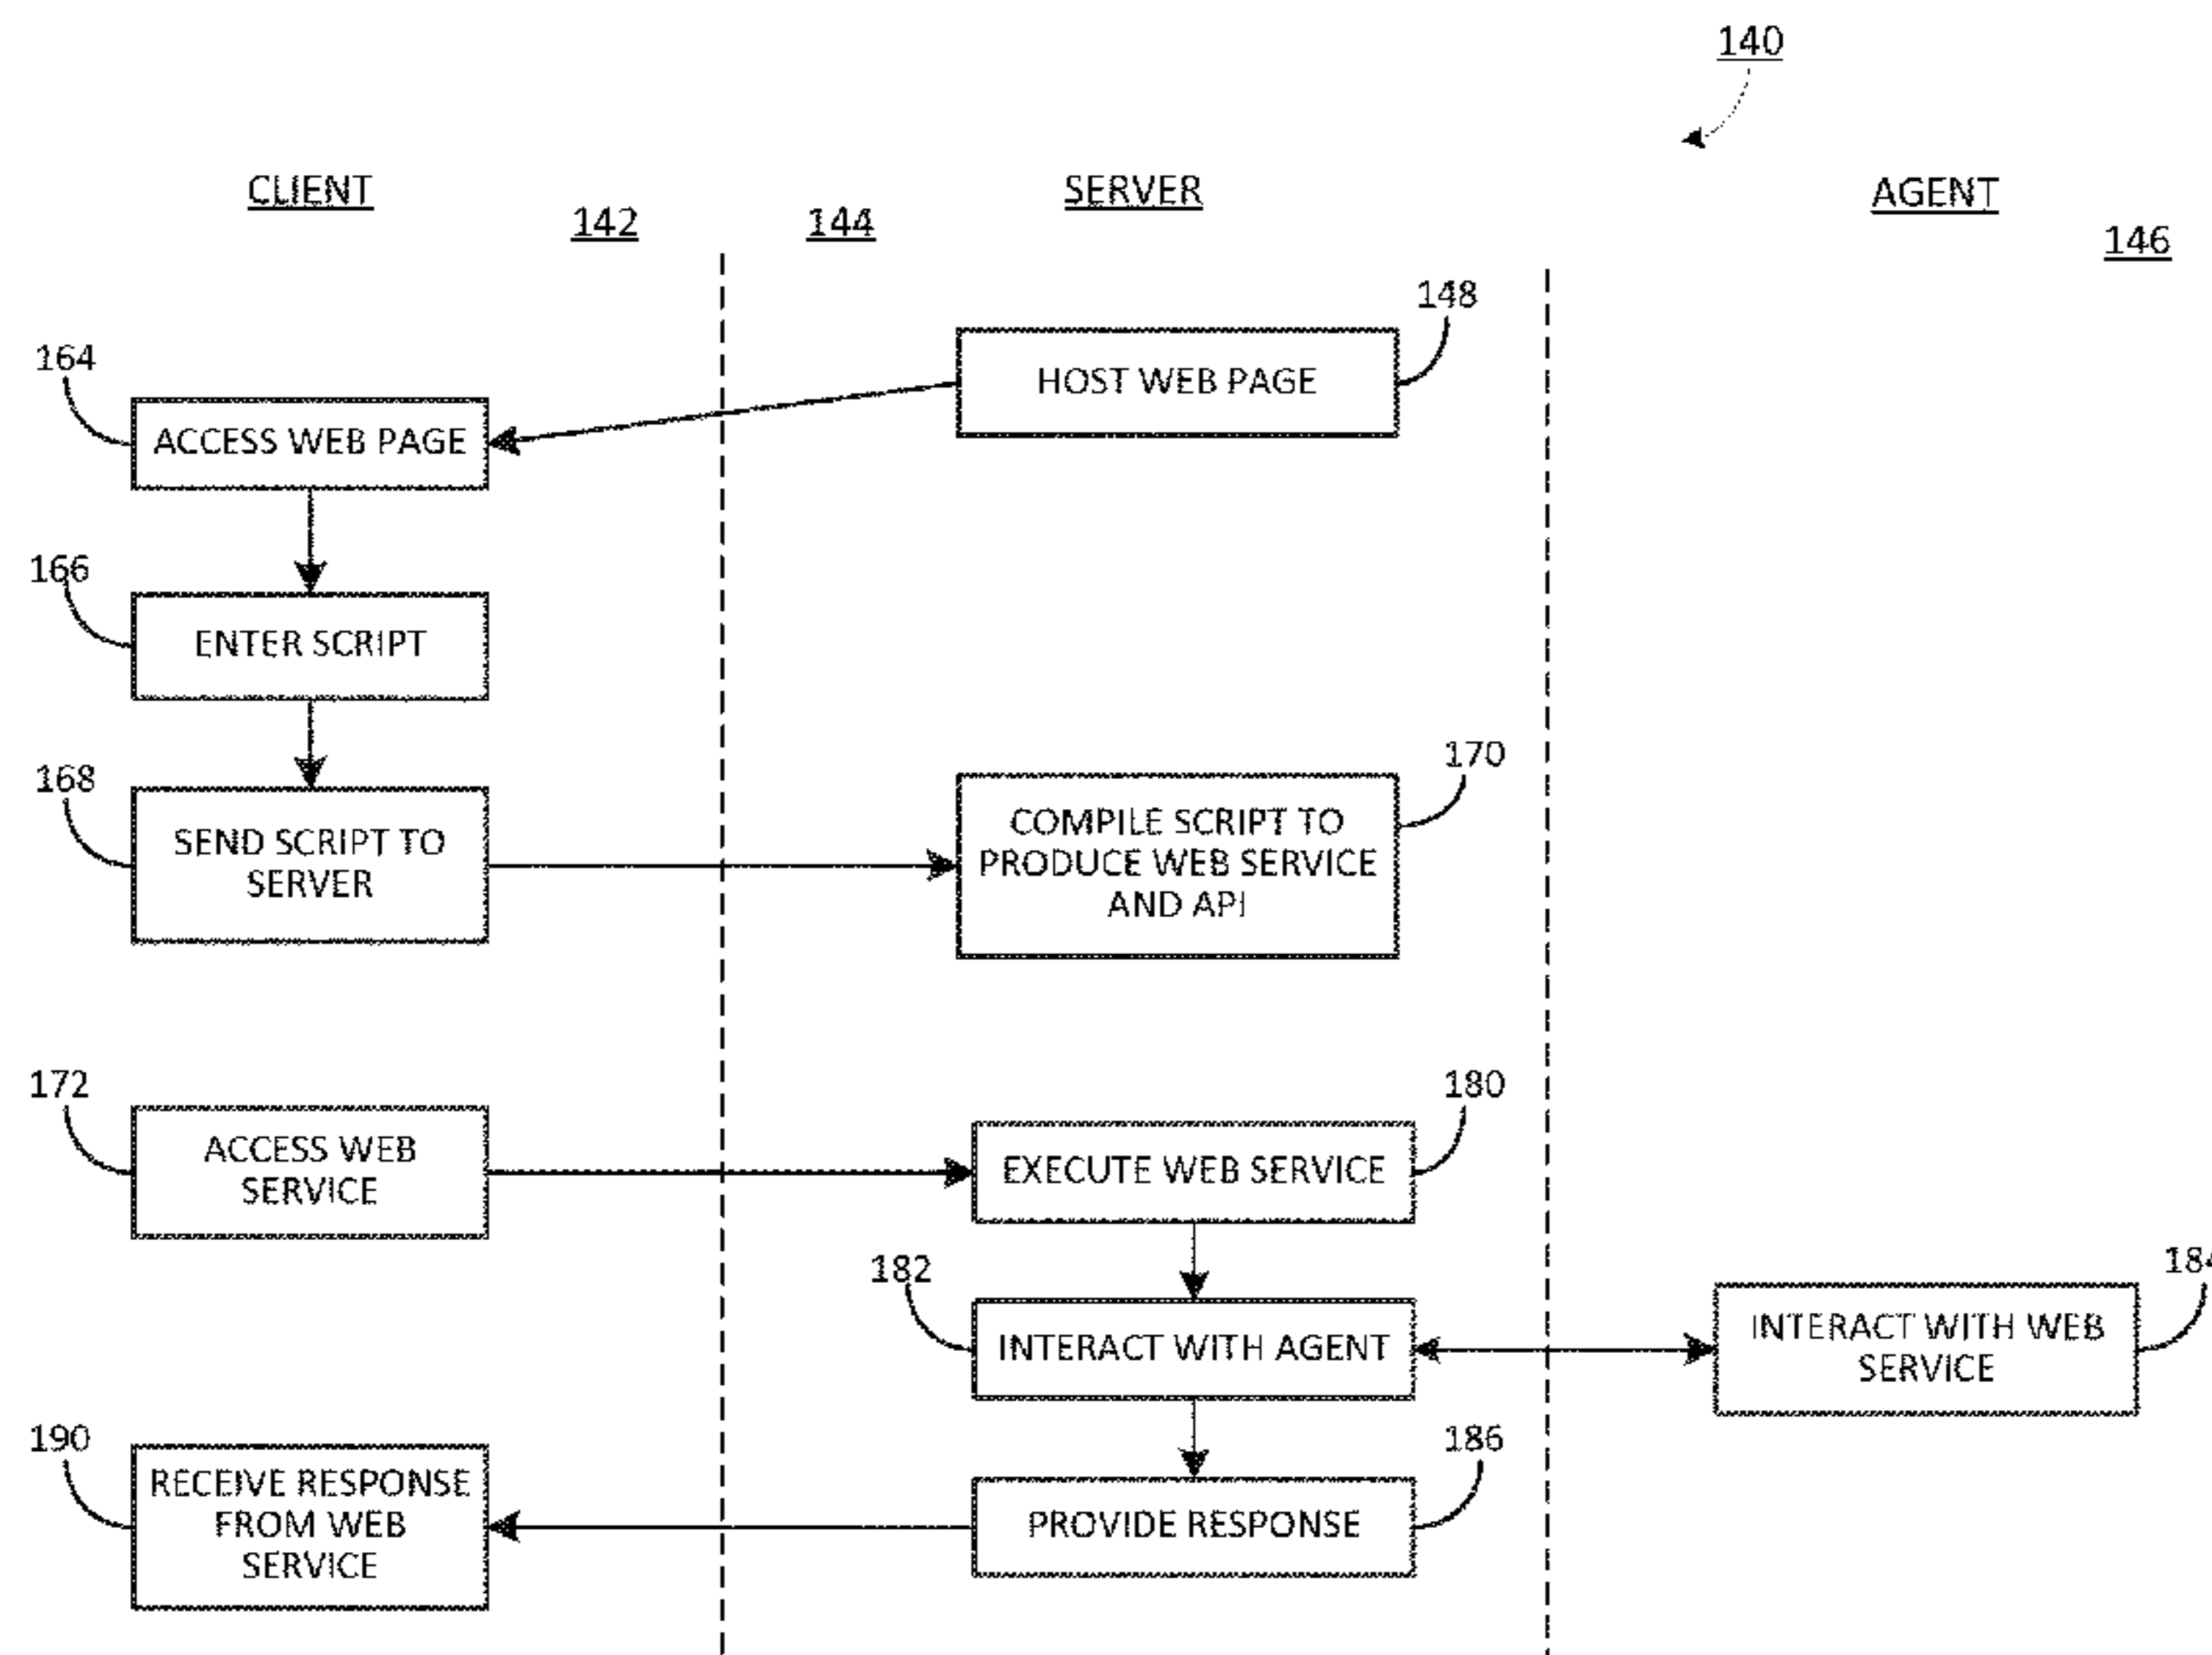 140
CLIENT
SERVER
AGENT
142
144
146
148
HOST WEB PAGE
164
ACCESS WEB PAGE
166
ENTER SCRIPT
168
SEND SCRIPT TO
SERVER
170
COMPILE SCRIPT TO
PRODUCE WEB SERVICE
AND API
172
ACCESS WEB
SERVICE
180
EXECUTE WEB SERVICE
182
INTERACT WITH AGENT
184
INTERACT WITH WEB
SERVICE
186
PROVIDE RESPONSE
190
RECEIVE RESPONSE
FROM WEB
SERVICE